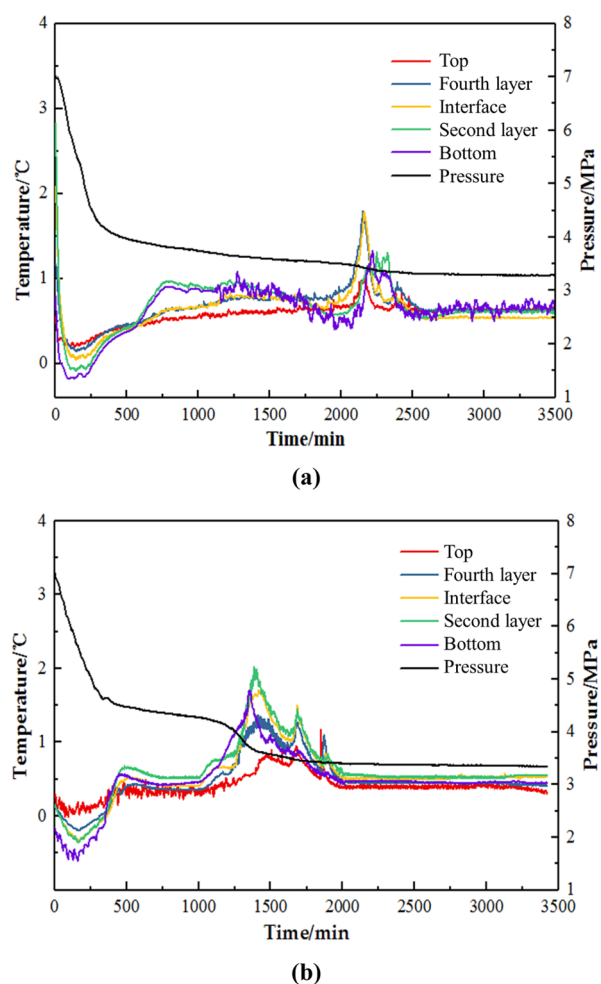 4
3
2
1
0
Temperature/℃
8
7
6
5
4
3
2
1
Pressure/MPa
Top
Fourth layer
Interface
Second layer
Bottom
Pressure
0 500 1000 1500 2000 2500 3000 3500
Time/min
(a)
4
3
2
1
0
Temperature/℃
8
7
6
5
4
3
2
1
Pressure/MPa
Top
Fourth layer
Interface
Second layer
Bottom
Pressure
0 500 1000 1500 2000 2500 3000 3500
Time/min
(b)